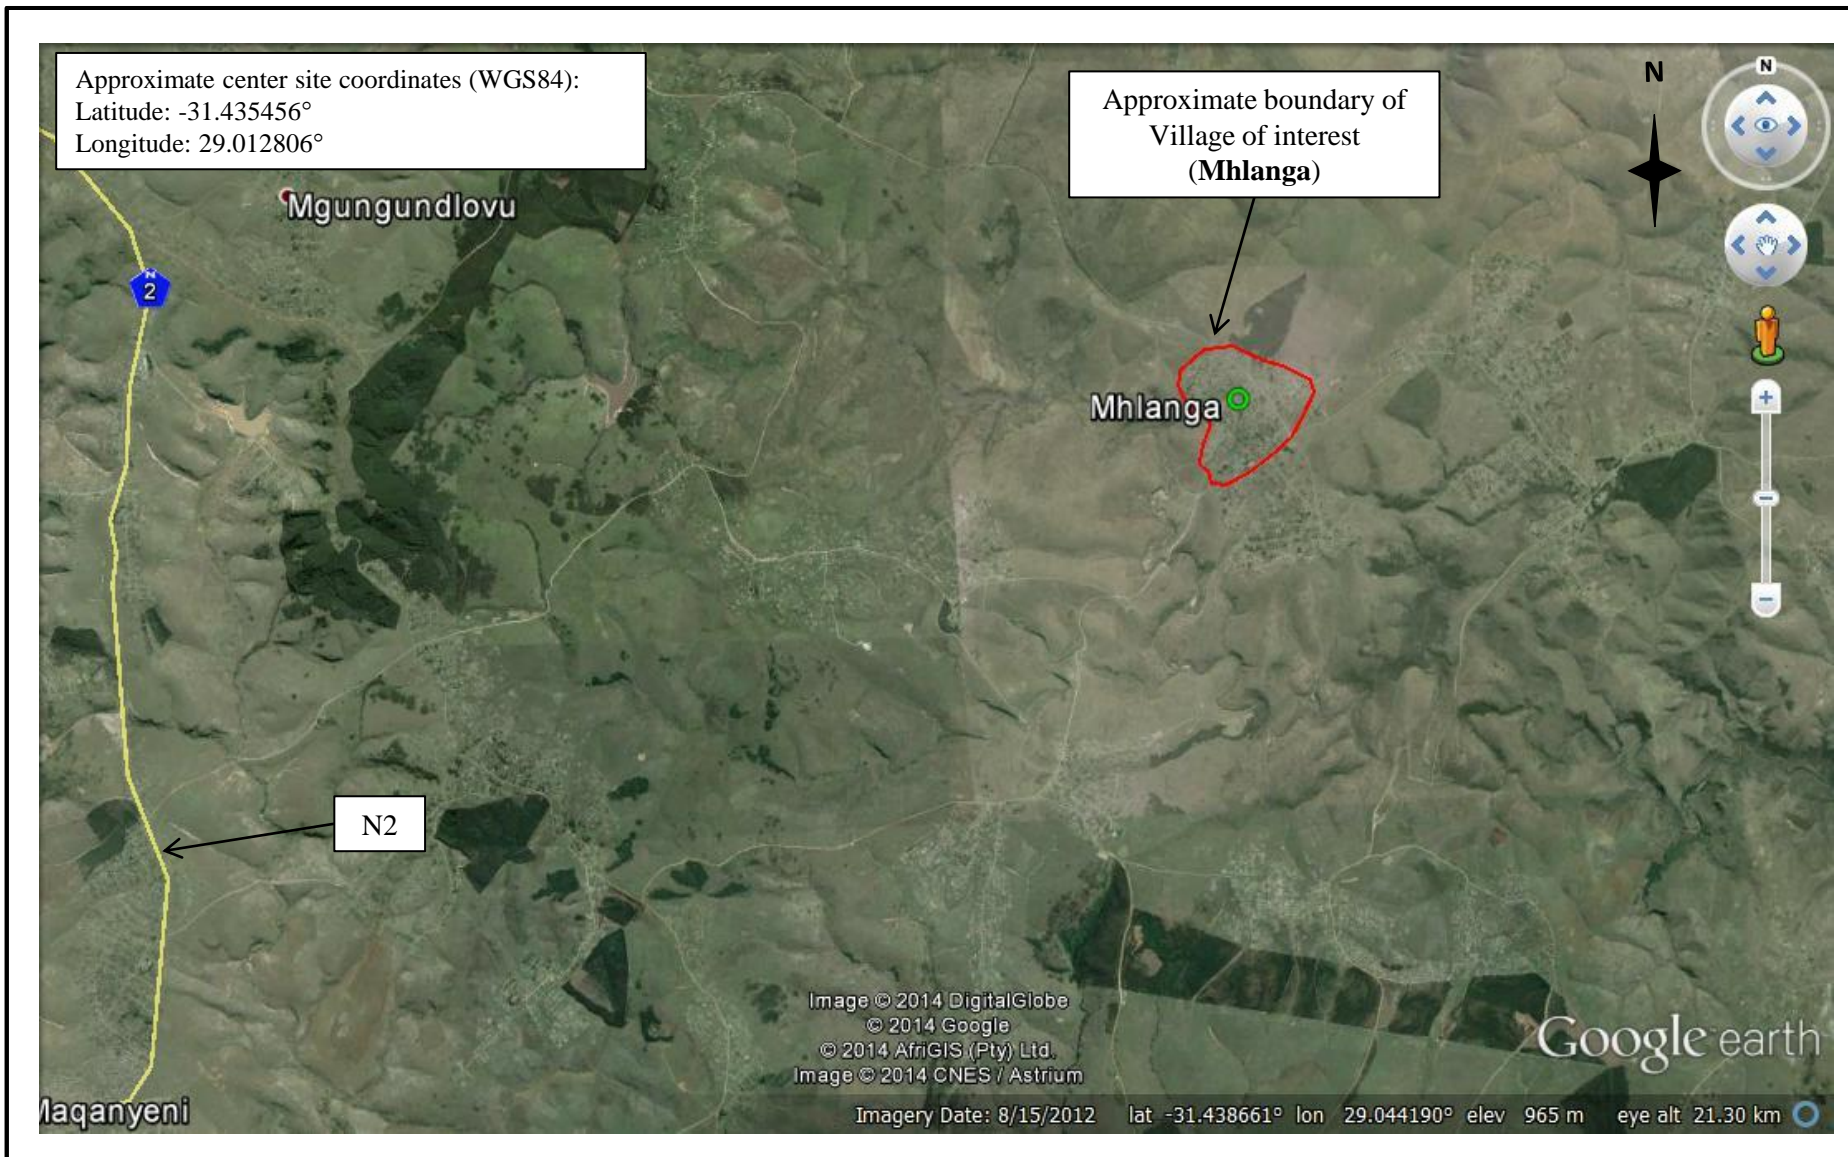 Approximate center site coordinates (WGS84):
Latitude: -31.435456°
Longitude: 29.012806°
Approximate boundary of
Village of interest
(Mhlanga)
N
N
Mgungundlovu
N
2
Mhlanga
N2
Image © 2014 DigitalGlobe
© 2014 Google
© 2014 AfriGIS (Pty) Ltd.
Image © 2014 CNES / Astrium
Google earth
Maqanyeni
Imagery Date: 8/15/2012 lat -31.438661° lon 29.044190° elev 965 m eye alt 21.30 km